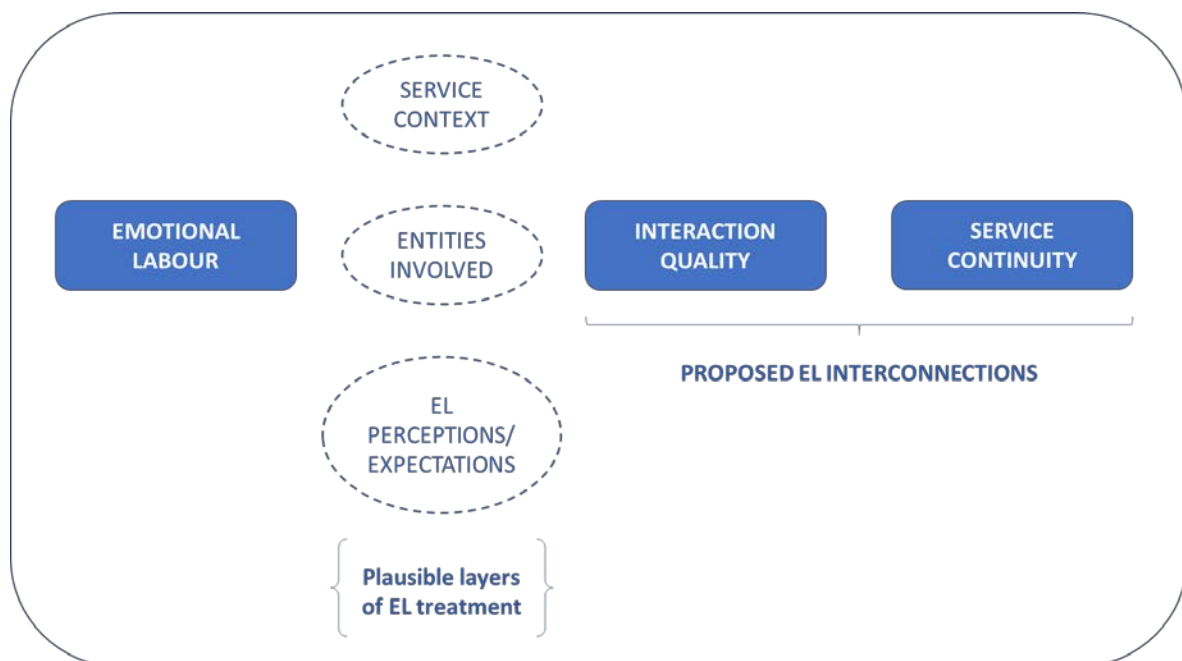 SERVICE
CONTEXT
EMOTIONAL
LABOUR
ENTITIES
INVOLVED
INTERACTION
QUALITY
SERVICE
CONTINUITY
PROPOSED EL INTERCONNECTIONS
EL
PERCEPTIONS/
EXPECTATIONS
Plausible layers
of EL treatment